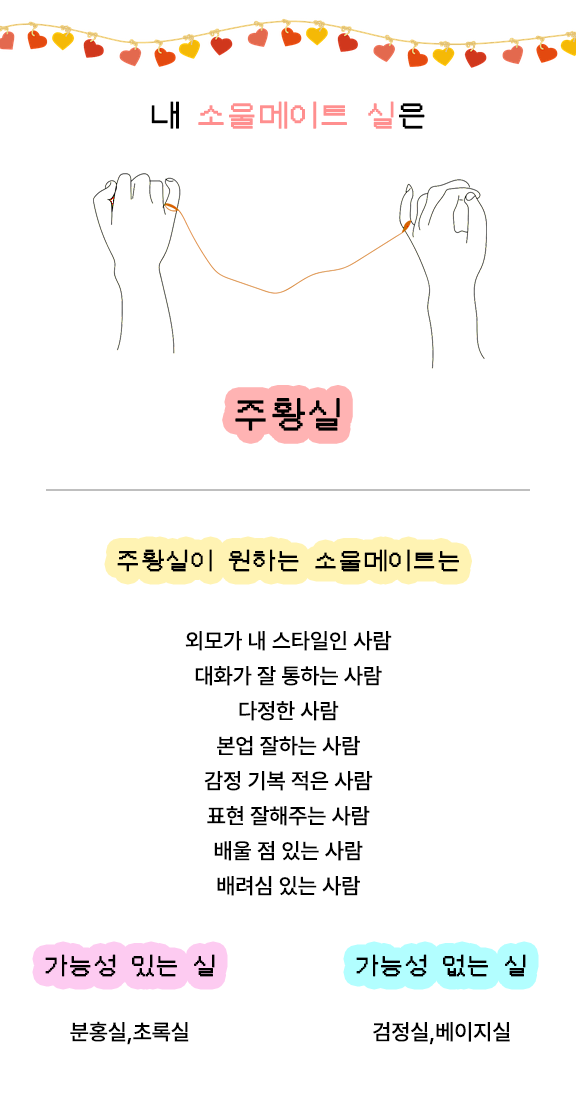 내 소울메이트 실은
주황실
주황실이 원하는 소울메이트는
외모가 내 스타일인 사람
대화가 잘 통하는 사람
다정한 사람
본업 잘하는 사람
감정 기복 적은 사람
표현 잘해주는 사람
배울 점 있는 사람
배려심 있는 사람
가능성 있는 실
분홍실,초록실
가능성 없는 실
검정실,베이지실